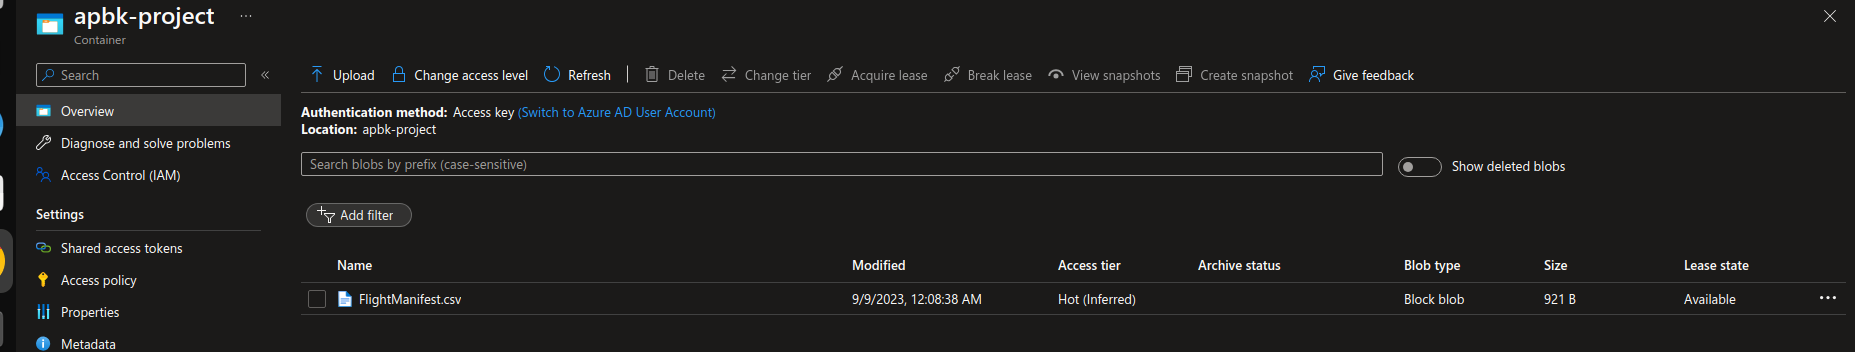 apbk-project ...
Container
Search «
Upload Change access level Refresh Delete Change tier Acquire lease Break lease View snapshots Create snapshot Give feedback
Overview
Authentication method: Access key (Switch to Azure AD User Account)
Location: apbk-project
Diagnose and solve problems
Search blobs by prefix (case-sensitive) Show deleted blobs
Access Control (IAM)
Settings
Add filter
Shared access tokens
Name Modified Access tier Archive status Blob type Size Lease state
Access policy
FlightManifest.csv 9/9/2023, 12:08:38 AM Hot (Inferred) Block blob 921 B Available ...
Properties
Metadata